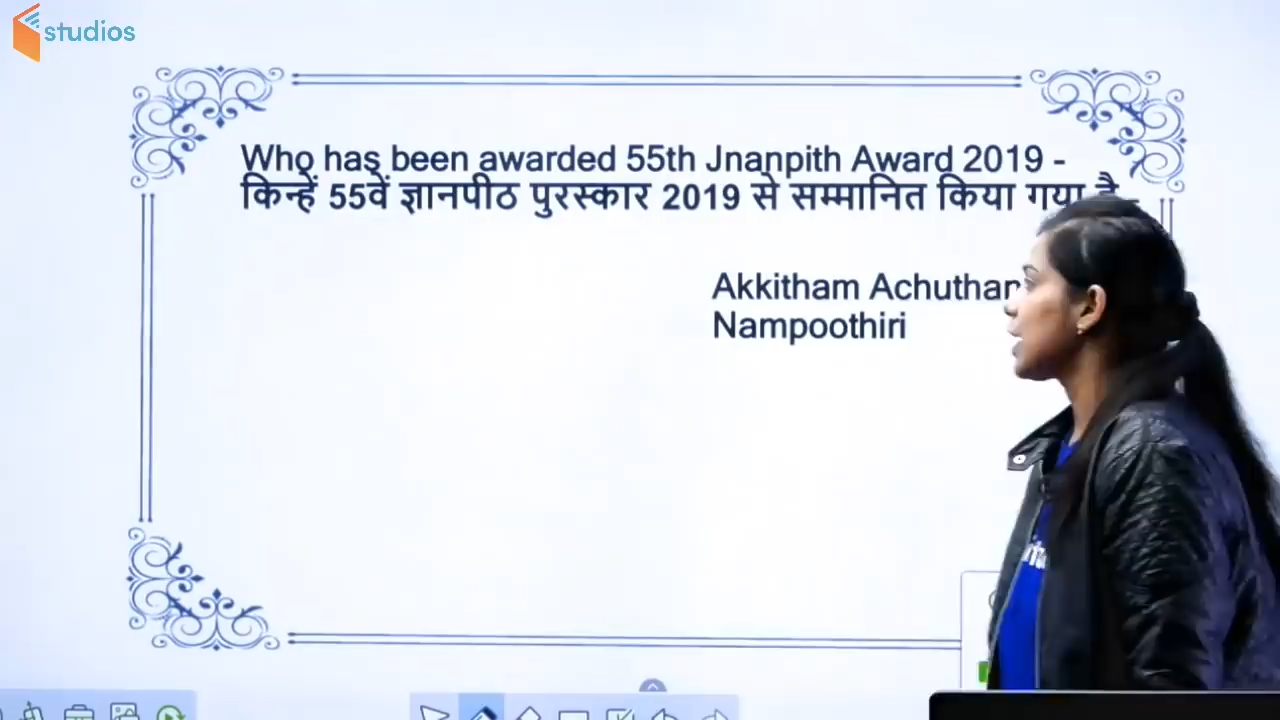 studios
Who has been awarded 55th Jnanpith Award 2019 -
किन्हें 55वें ज्ञानपीठ पुरस्कार 2019 से सम्मानित किया गया है -
Akkitham Achuthan
Nampoothiri